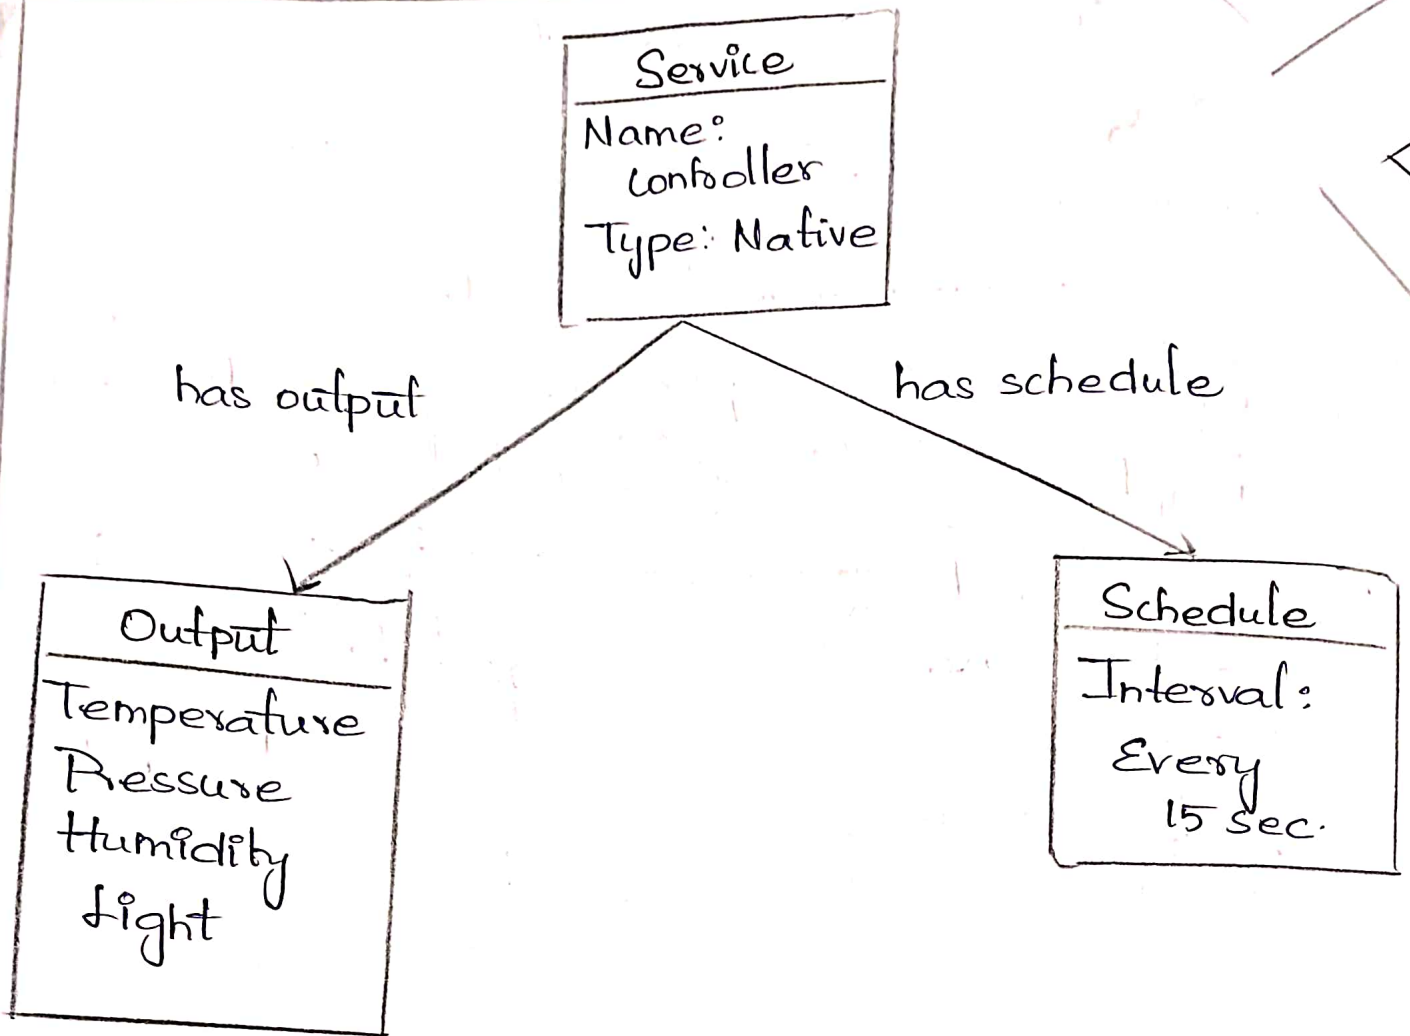 Service
Name:
Controller
Type: Native
has output
has schedule
Output
Temperature
Pressure
Humidity
Light
Schedule
Interval:
Every
15 sec.